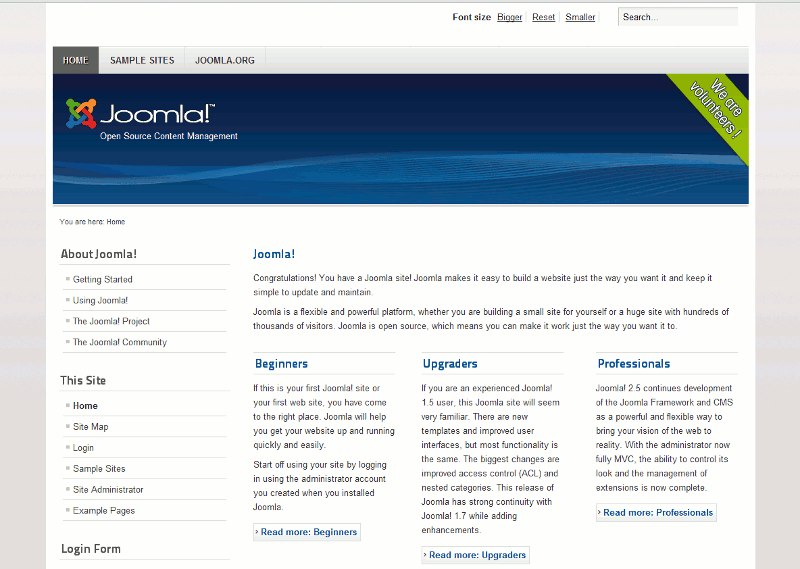 Font size Bigger Reset Smaller Search...
HOME SAMPLE SITES JOOMLA.ORG
Joomla!™
Open Source Content Management
We are
volunteers!
You are here: Home
About Joomla!
Getting Started
Using Joomla!
The Joomla! Project
The Joomla! Community
This Site
Home
Site Map
Login
Sample Sites
Site Administrator
Example Pages
Login Form
Joomla!
Congratulations! You have a Joomla site! Joomla makes it easy to build a website just the way you want it and keep it
simple to update and maintain.
Joomla is a flexible and powerful platform, whether you are building a small site for yourself or a huge site with hundreds of
thousands of visitors. Joomla is open source, which means you can make it work just the way you want it to.
Beginners
If this is your first Joomla! site or
your first web site, you have come
to the right place. Joomla will help
you get your website up and running
quickly and easily.
Start off using your site by logging
in using the administrator account
you created when you installed
Joomla.
Read more: Beginners
Upgraders
If you are an experienced Joomla!
1.5 user, this Joomla site will seem
very familiar. There are new
templates and improved user
interfaces, but most functionality is
the same. The biggest changes are
improved access control (ACL) and
nested categories. This release of
Joomla has strong continuity with
Joomla! 1.7 while adding
enhancements.
Read more: Upgraders
Professionals
Joomla! 2.5 continues development
of the Joomla Framework and CMS
as a powerful and flexible way to
bring your vision of the web to
reality. With the administrator now
fully MVC, the ability to control its
look and the management of
extensions is now complete.
Read more: Professionals